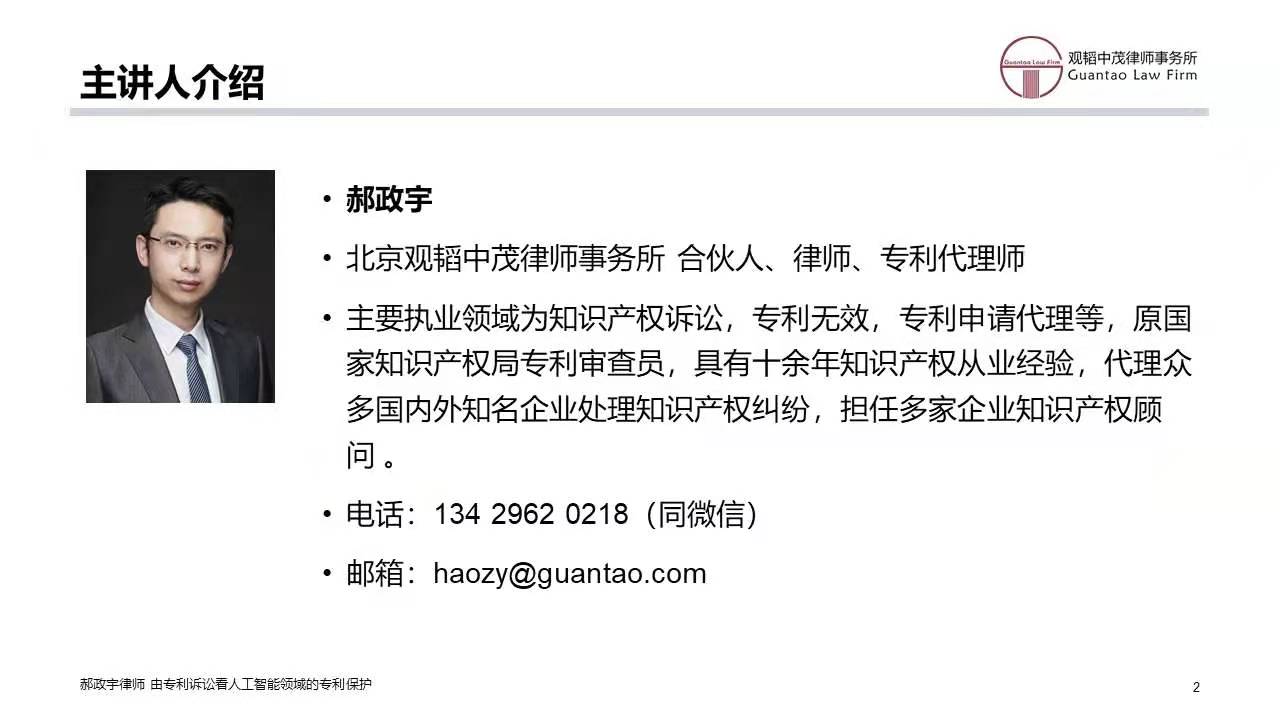 主讲人介绍
Guantao Law Firm
观韬中茂律师事务所
Guantao Law Firm
• 郝政宇
• 北京观韬中茂律师事务所 合伙人、律师、专利代理师
• 主要执业领域为知识产权诉讼，专利无效，专利申请代理等，原国
家知识产权局专利审查员，具有十余年知识产权从业经验，代理众
多国内外知名企业处理知识产权纠纷，担任多家企业知识产权顾
问 。
• 电话：134 2962 0218（同微信）
• 邮箱：haozy@guantao.com
郝政宇律师 由专利诉讼看人工智能领域的专利保护
2